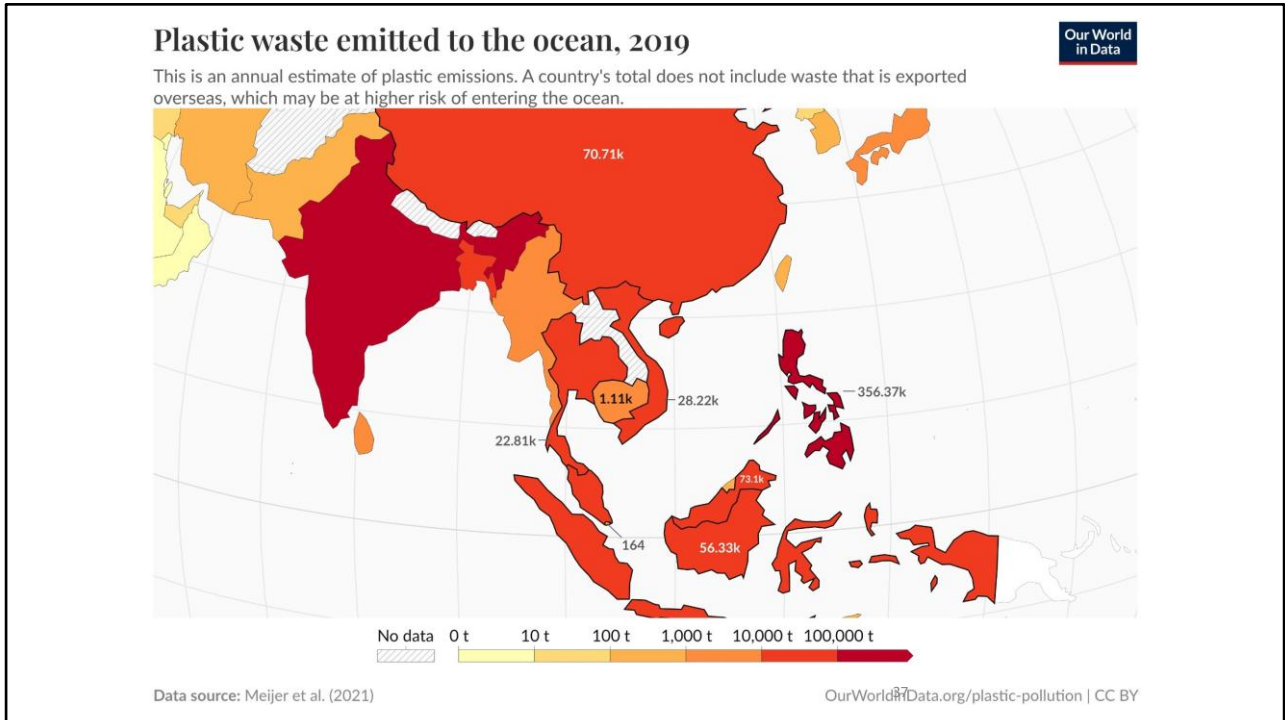 Plastic waste emitted to the ocean, 2019
Our World
in Data
This is an annual estimate of plastic emissions. A country's total does not include waste that is exported
overseas, which may be at higher risk of entering the ocean.
70.71k
356.37k
1.11k
28.22k
22.81k
73.1k
164
56.33k
No data 0 t 10 t 100 t 1,000 t 10,000 t 100,000 t
Data source: Meijer et al. (2021)
OurWorldinData.org/plastic-pollution | CC BY
37